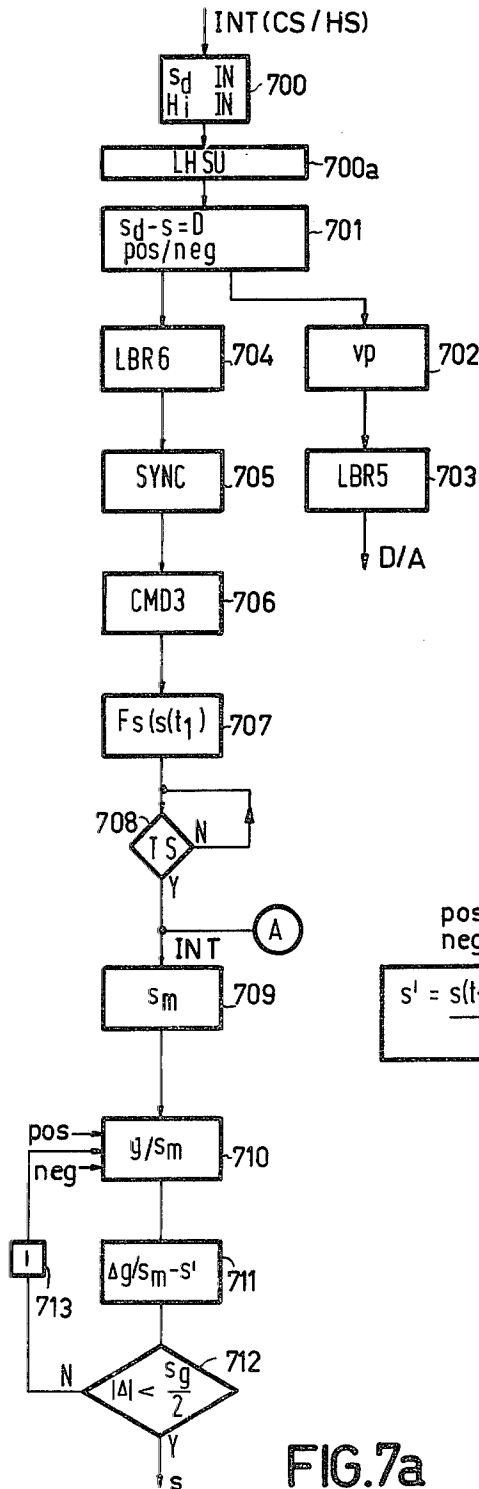 INT(CS/HS)
sd IN
Hi IN
700
LHSU
700a
sd-s=D
pos/neg
701
LBR6
704
vp
702
SYNC
705
LBR5
703
D/A
CMD3
706
Fs(s(t1)
707
708
TS
N
Y
A
INT
sm
709
pos
neg
s' = s(t
pos
neg
y/sm
710
I
713
Δg/sm-s'
711
712
N
|Δ| < sg/2
Y
s
FIG.7a